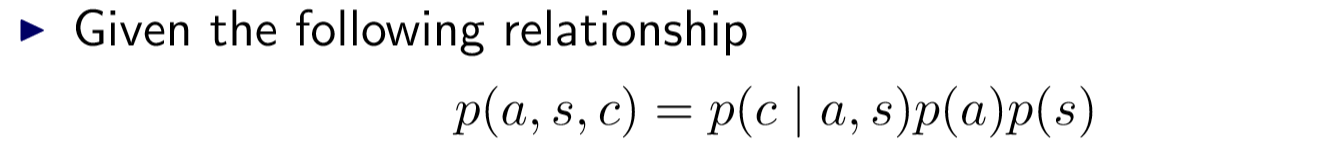 ▶ Given the following relationship
p(a, s, c) = p(c | a, s)p(a)p(s)